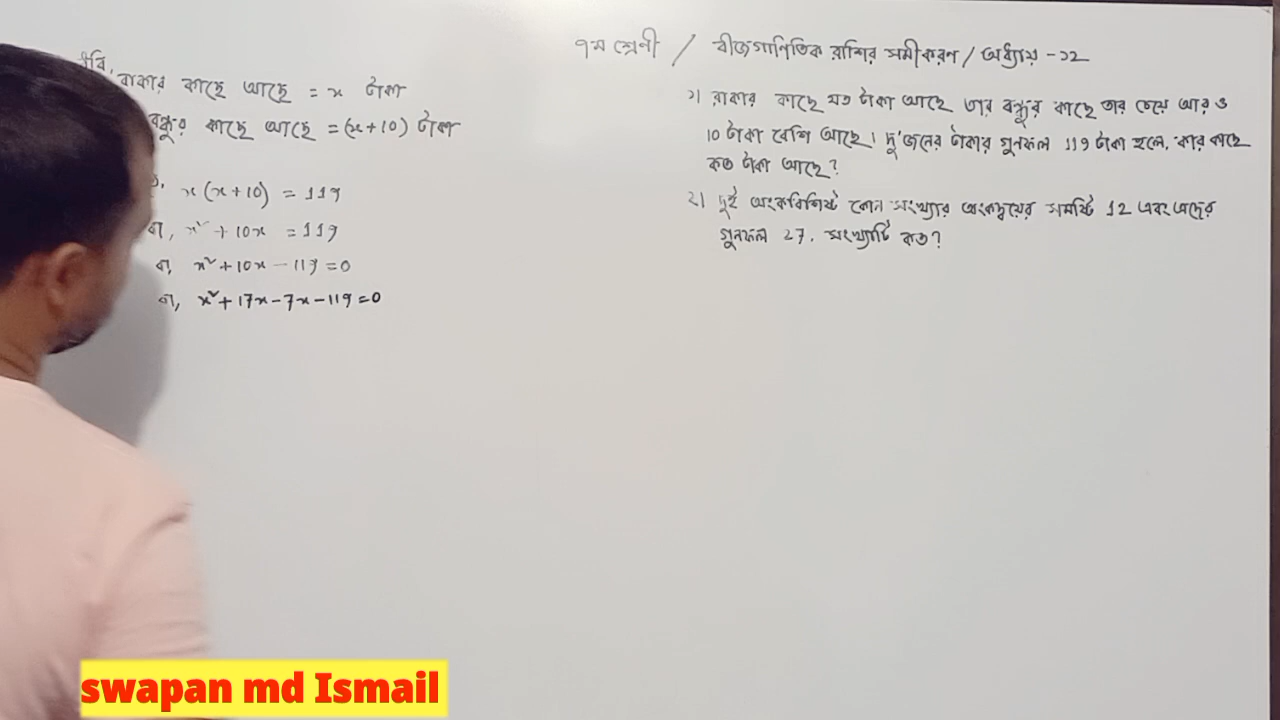 ৭ম শ্রেণী / বীজগাণিতিক রাশির সমীকরণ / অধ্যায় - ১২
ধরি,
রাকার কাছে আছে = x টাকা
বন্ধুর কাছে আছে = (x+10) টাকা
x(x+10) = 119
বা, x² + 10x = 119
বা, x² + 10x - 119 = 0
বা, x² + 17x - 7x - 119 = 0
১) রাকার কাছে যত টাকা আছে তার বন্ধুর কাছে তার চেয়ে আরও
10 টাকা বেশি আছে। দু'জনের টাকার গুনফল 119 টাকা হলে, কার কাছে
কত টাকা আছে?
২) দুই অংকবিশিষ্ট কোন সংখ্যার অংকদ্বয়ের সমষ্টি 12 এবং এদের
গুনফল 27. সংখ্যাটি কত?
swapan md Ismail